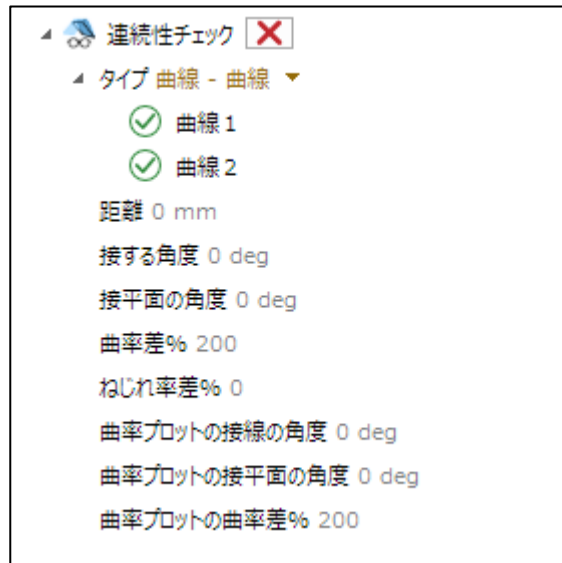 連続性チェック
タイプ 曲線 - 曲線
曲線 1
曲線 2
距離 0 mm
接する角度 0 deg
接平面の角度 0 deg
曲率差% 200
ねじれ率差% 0
曲率プロットの接線の角度 0 deg
曲率プロットの接平面の角度 0 deg
曲率プロットの曲率差% 200